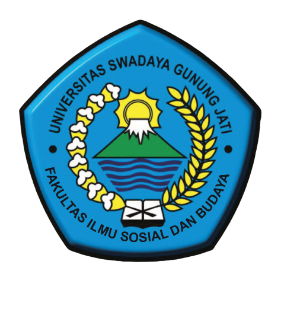 UNIVERSITAS SWADAYA GUNUNG JATI
FAKULTAS ILMU SOSIAL DAN BUDAYA